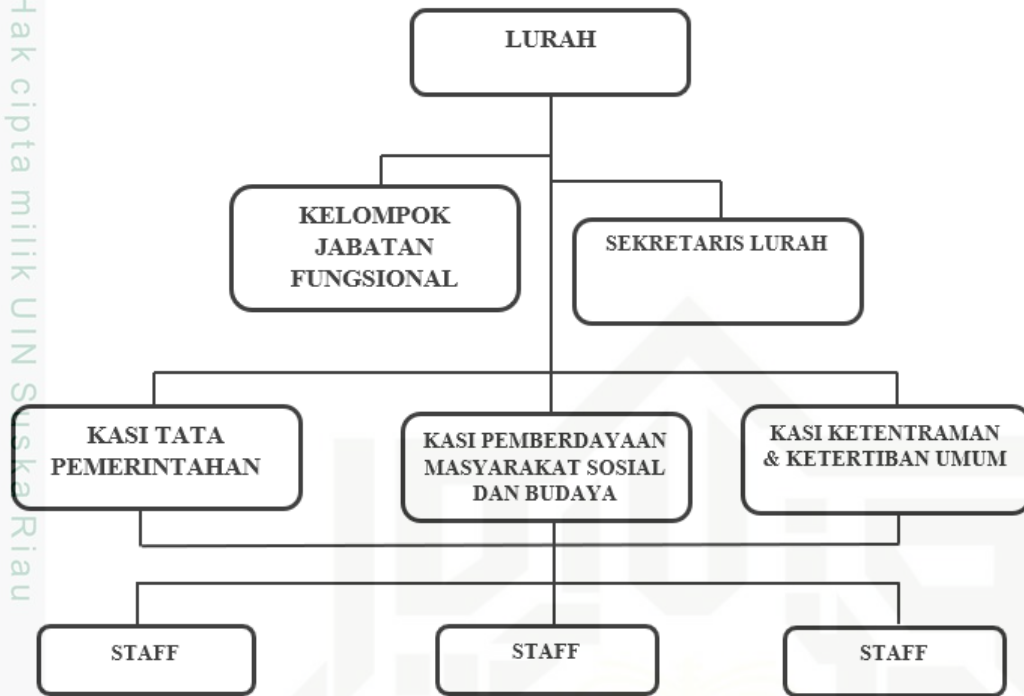 Hak cipta milik UIN Suska Riau
LURAH
KELOMPOK
JABATAN
FUNGSIONAL
SEKRETARIS LURAH
KASI TATA
PEMERINTAHAN
KASI PEMBERDAYAAN
MASYARAKAT SOSIAL
DAN BUDAYA
KASI KETENTRAMAN
& KETERTIBAN UMUM
STAFF
STAFF
STAFF